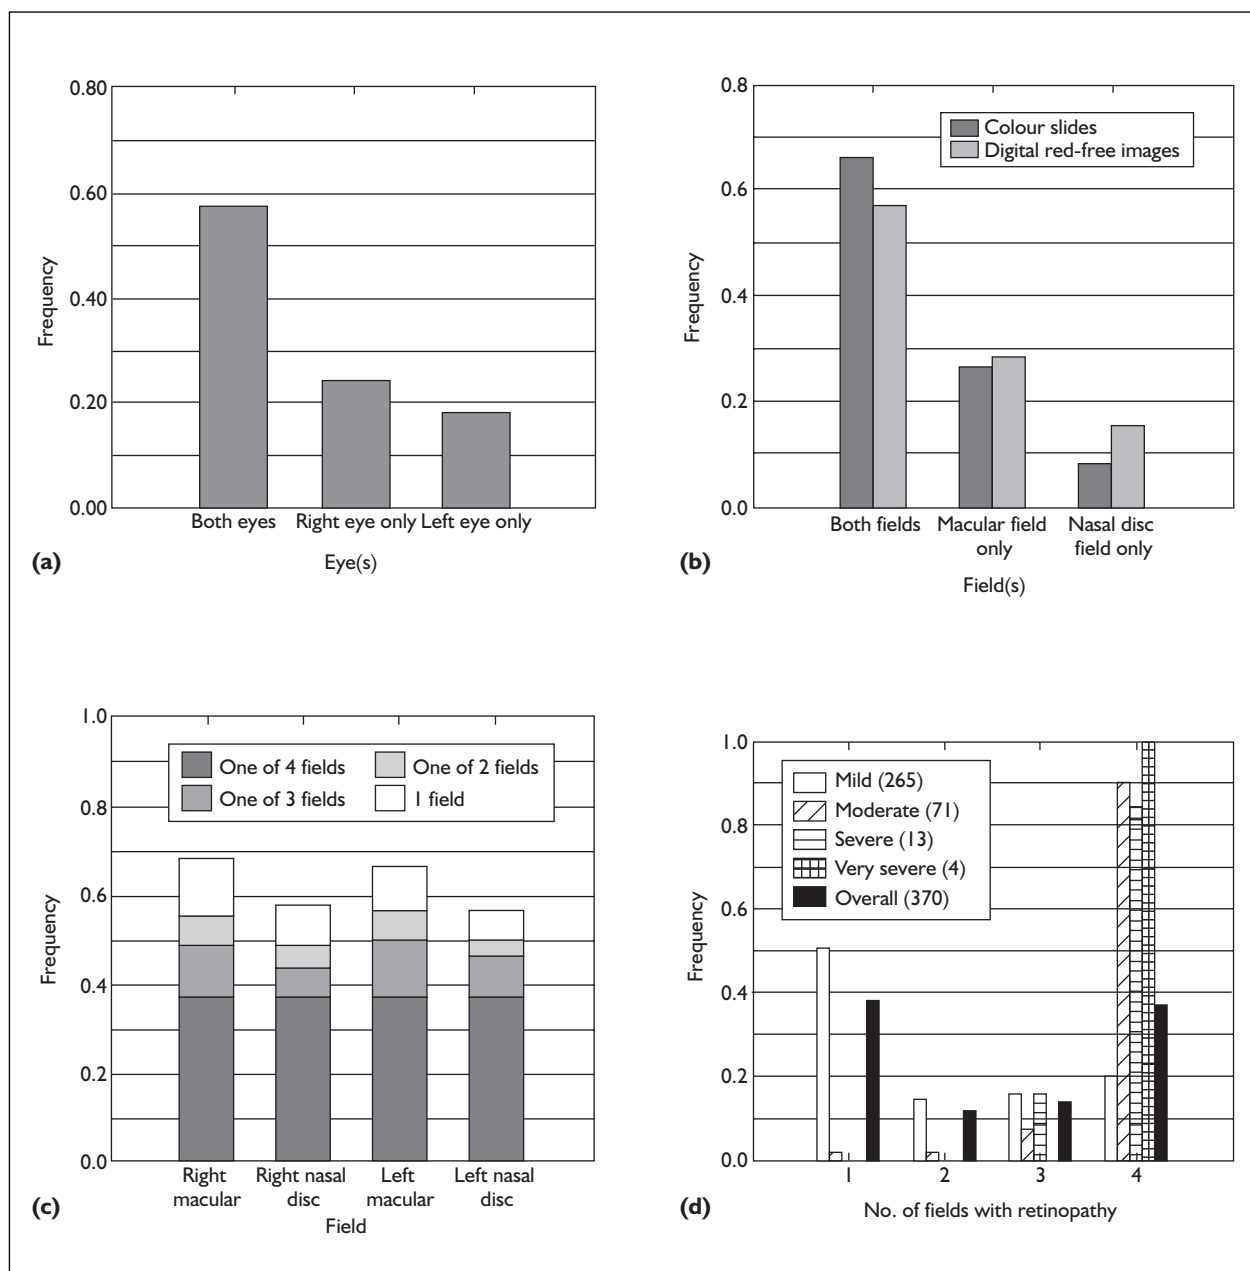 0.80
0.60
0.40
0.20
0.00
Frequency
Both eyes
Right eye only
Left eye only
Eye(s)
(a)
0.8
0.6
0.4
0.2
0.0
Frequency
Colour slides
Digital red-free images
Both fields
Macular field
only
Nasal disc
field only
Field(s)
(b)
1.0
0.8
0.6
0.4
0.2
0.0
Frequency
One of 4 fields
One of 2 fields
One of 3 fields
1 field
Right
macular
Right nasal
disc
Left
macular
Left nasal
disc
Field
(c)
1.0
0.8
0.6
0.4
0.2
0.0
Frequency
Mild (265)
Moderate (71)
Severe (13)
Very severe (4)
Overall (370)
1
2
3
4
No. of fields with retinopathy
(d)